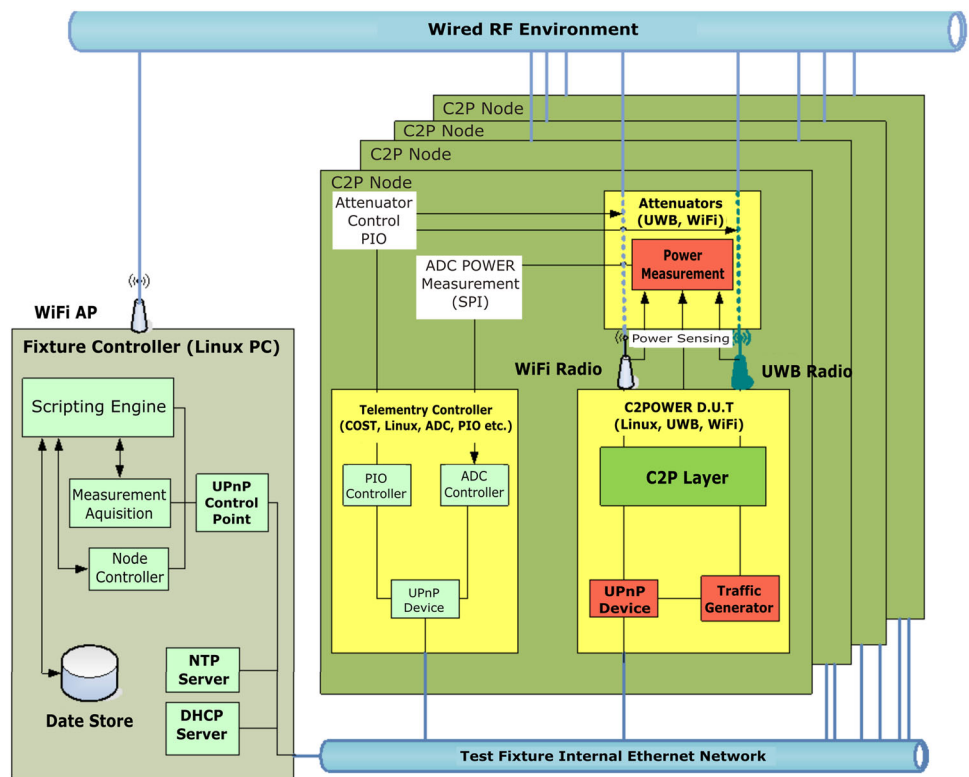 Wired RF Environment
C2P Node
C2P Node
C2P Node
C2P Node
Attenuator
Control
PIO
Attenuators
(UWB, WiFi)
Power
Measurement
ADC POWER
Measurement
(SPI)
Power Sensing
WiFi Radio
UWB Radio
WiFi AP
Fixture Controller (Linux PC)
Scripting Engine
Measurement
Aquisition
UPnP
Control
Point
Node
Controller
NTP
Server
DHCP
Server
Date Store
Telementry Controller
(COST, Linux, ADC, PIO etc.)
PIO
Controller
ADC
Controller
UPnP
Device
C2POWER D.U.T
(Linux, UWB, WiFi)
C2P Layer
UPnP
Device
Traffic
Generator
Test Fixture Internal Ethernet Network